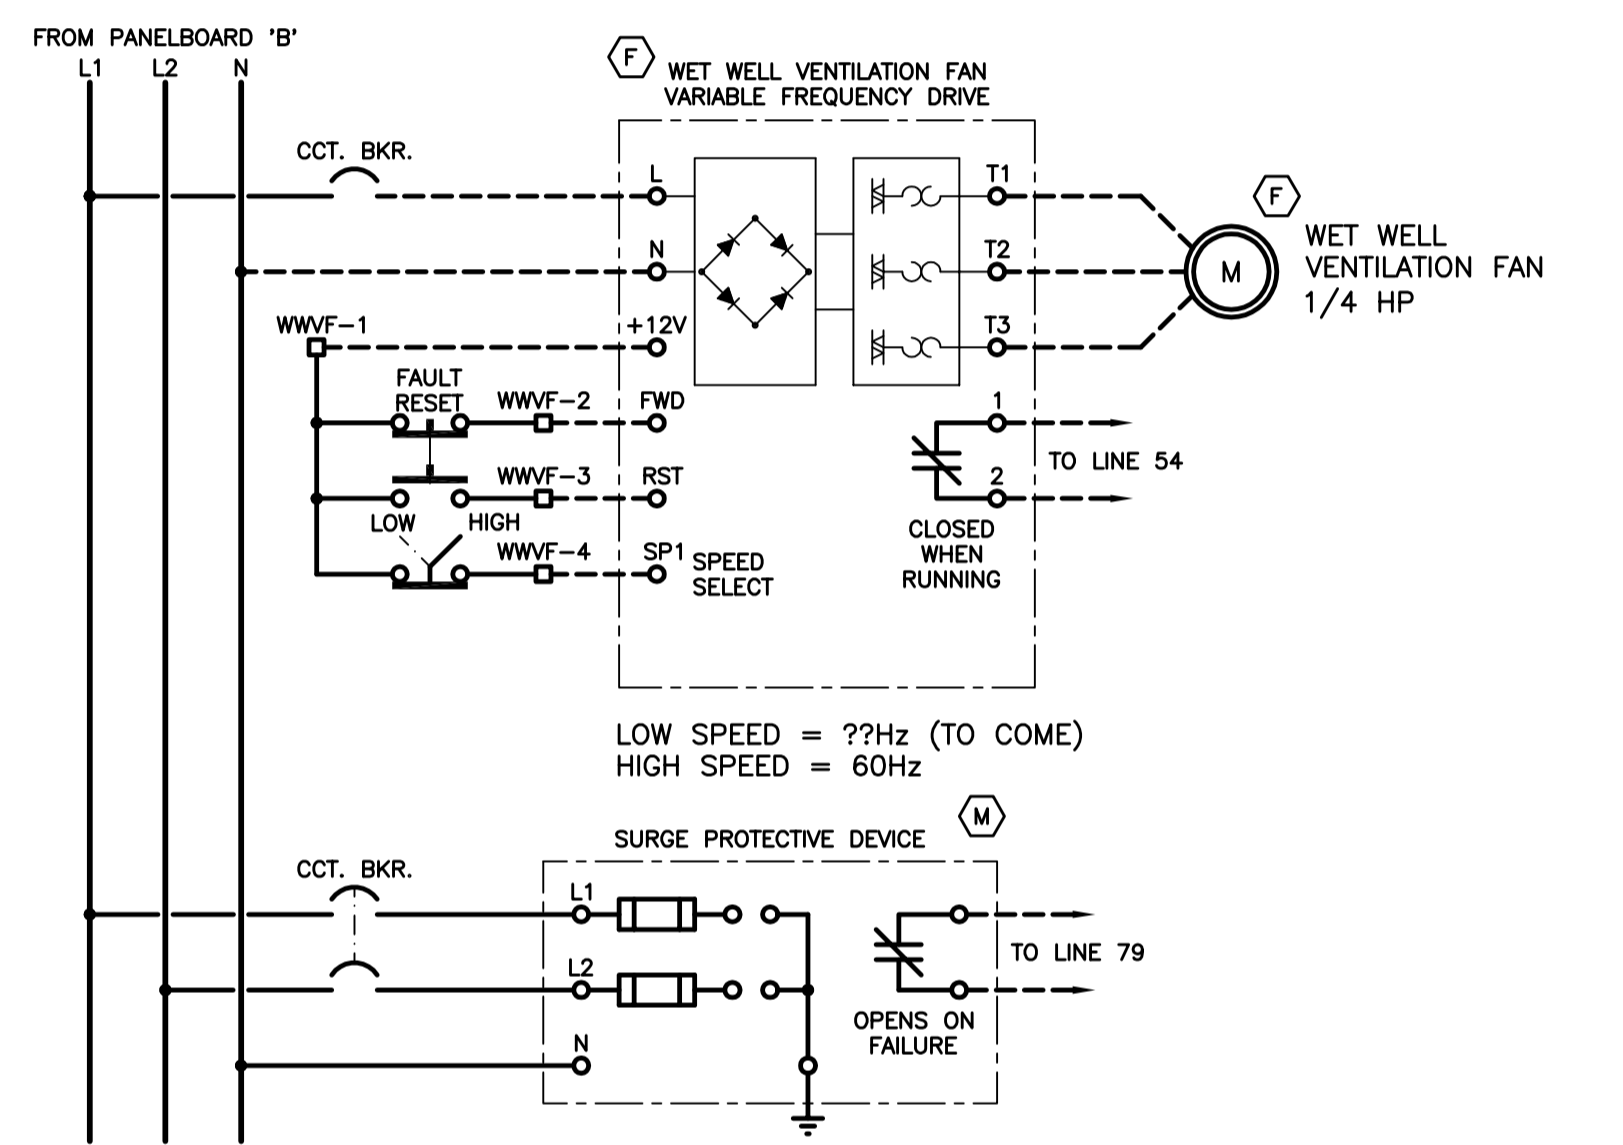 FROM PANELBOARD 'B'
L1 L2 N
F
WET WELL VENTILATION FAN
VARIABLE FREQUENCY DRIVE
CCT. BKR.
L
T1
F
N
T2
M
WET WELL
VENTILATION FAN
1/4 HP
WWVF-1
+12V
T3
FAULT
RESET
WWVF-2
FWD
1
TO LINE 54
WWVF-3
RST
2
LOW
HIGH
CLOSED
WHEN
RUNNING
WWVF-4
SP1
SPEED
SELECT
LOW SPEED = ??Hz (TO COME)
HIGH SPEED = 60Hz
M
SURGE PROTECTIVE DEVICE
CCT. BKR.
L1
TO LINE 79
L2
OPENS ON
FAILURE
N